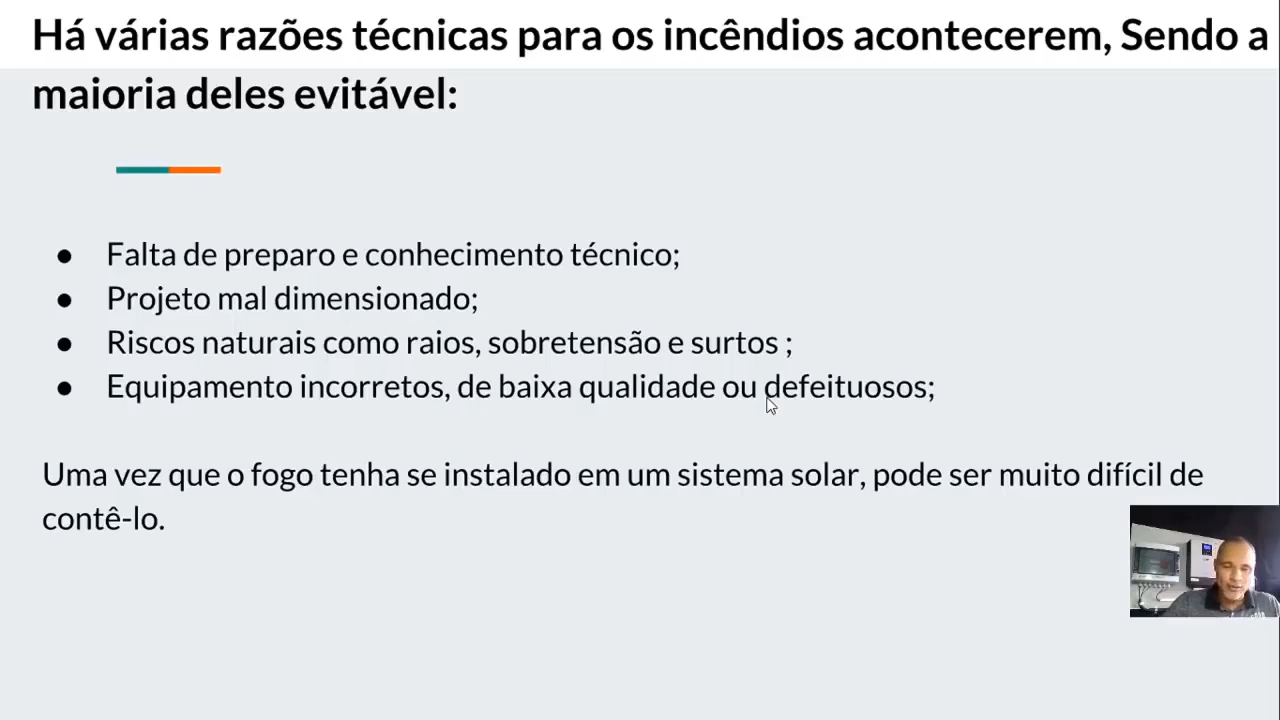 Há várias razões técnicas para os incêndios acontecerem, Sendo a
maioria deles evitável:
● Falta de preparo e conhecimento técnico;
● Projeto mal dimensionado;
● Riscos naturais como raios, sobretensão e surtos ;
● Equipamento incorretos, de baixa qualidade ou defeituosos;
Uma vez que o fogo tenha se instalado em um sistema solar, pode ser muito difícil de
contê-lo.